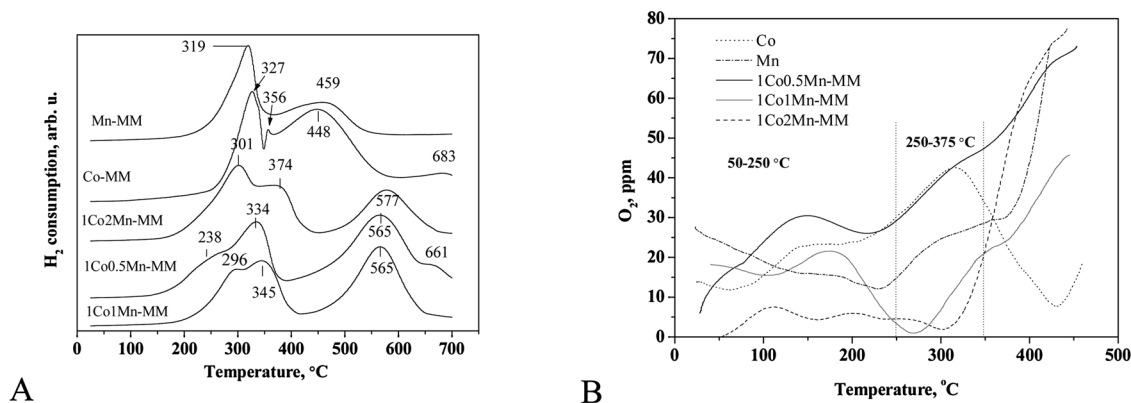 319
327
356
459
Mn-MM
448
301
683
Co-MM
374
1Co2Mn-MM
577
334
238
565
661
1Co0.5Mn-MM
296
565
345
1Co1Mn-MM
H2 consumption, arb. u.
0 100 200 300 400 500 600 700
Temperature, °C
A
80
70
60
50
40
30
20
10
0
O2, ppm
Co
Mn
1Co0.5Mn-MM
1Co1Mn-MM
1Co2Mn-MM
250-375 °C
50-250 °C
0 100 200 300 400 500
Temperature, °C
B